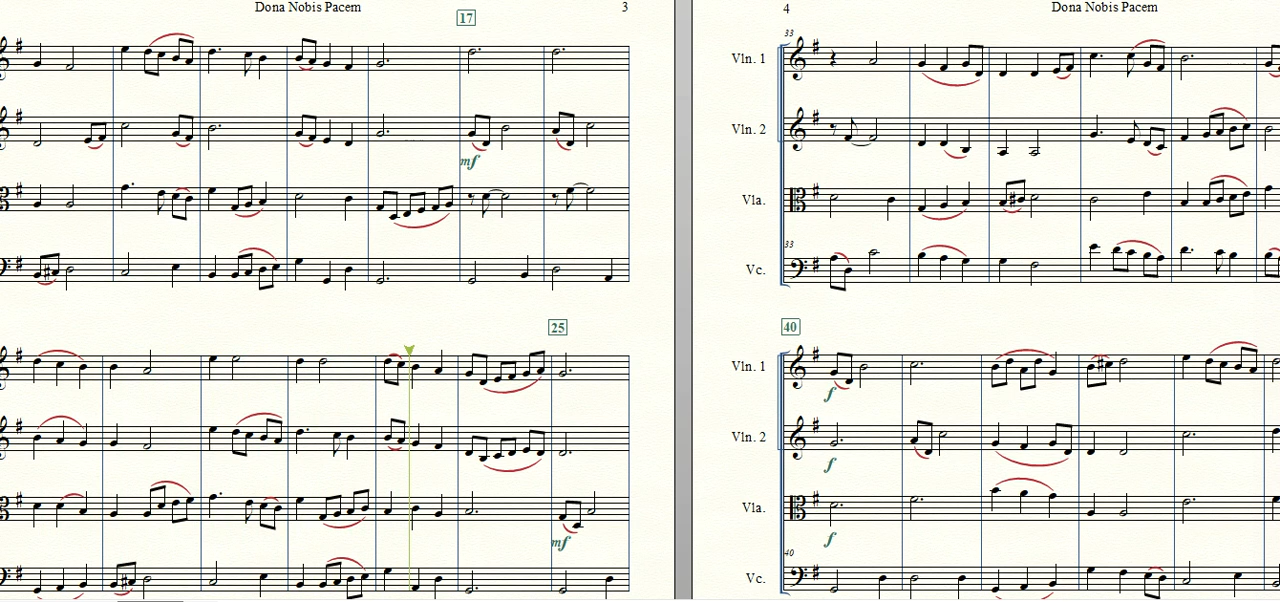 Dona Nobis Pacem
3
17
mf
25
mf
4
Dona Nobis Pacem
33
Vln. 1
Vln. 2
Vla.
33
Vc.
40
Vln. 1
f
Vln. 2
f
Vla.
f
40
Vc.